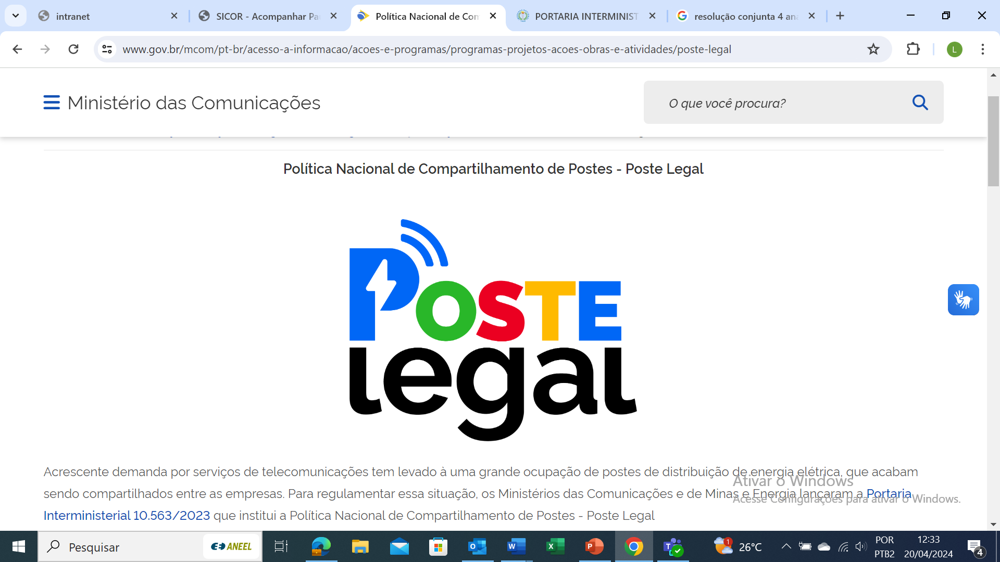 intranet
SICOR - Acompanhar Pa
Política Nacional de Com
PORTARIA INTERMINIST
resolução conjunta 4 ana
www.gov.br/mcom/pt-br/acesso-a-informacao/acoes-e-programas/programas-projetos-acoes-obras-e-atividades/poste-legal
L
Ministério das Comunicações
O que você procura?
Política Nacional de Compartilhamento de Postes - Poste Legal
POSTE
legal
Acrescente demanda por serviços de telecomunicações tem levado à uma grande ocupação de postes de distribuição de energia elétrica, que acabam
sendo compartilhados entre as empresas. Para regulamentar essa situação, os Ministérios das Comunicações e de Minas e Energia lançaram a Portaria
Interministerial 10.563/2023 que institui a Política Nacional de Compartilhamento de Postes - Poste Legal
Ativar o Windows
Acesse Configurações para ativar o Windows.
Pesquisar
ANEEL
1
26°C
POR
PTB2
12:33
20/04/2024
4